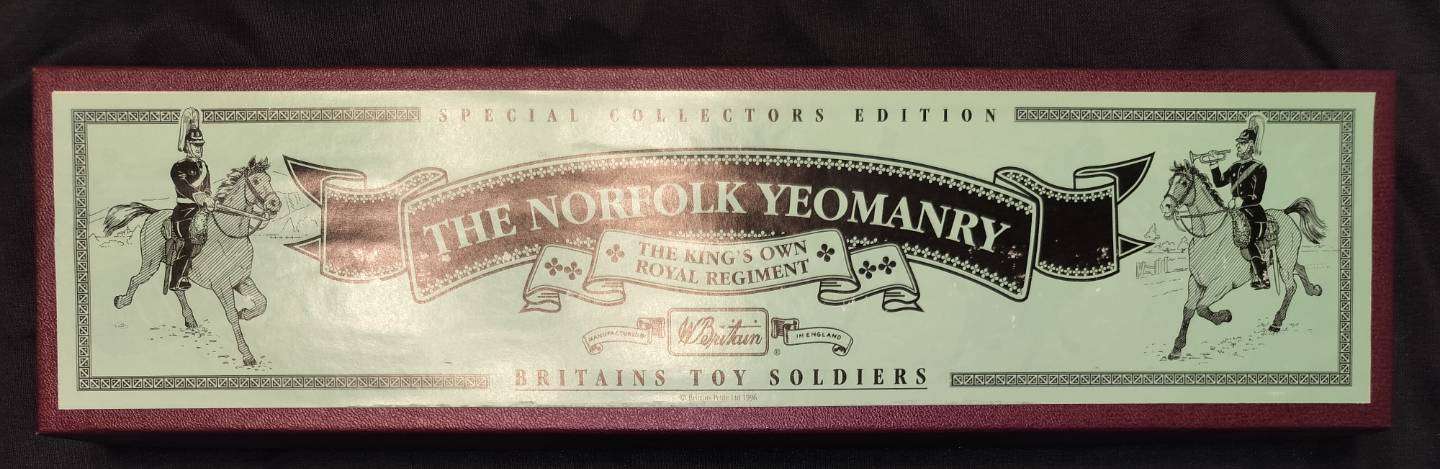 SPECIAL COLLECTORS EDITION
THE NORFOLK YEOMANRY
THE KING'S OWN
ROYAL REGIMENT
MANUFACTURED
W. Britain
IN ENGLAND
®
BRITAINS TOY SOLDIERS
© Britains Petite Ltd 1996